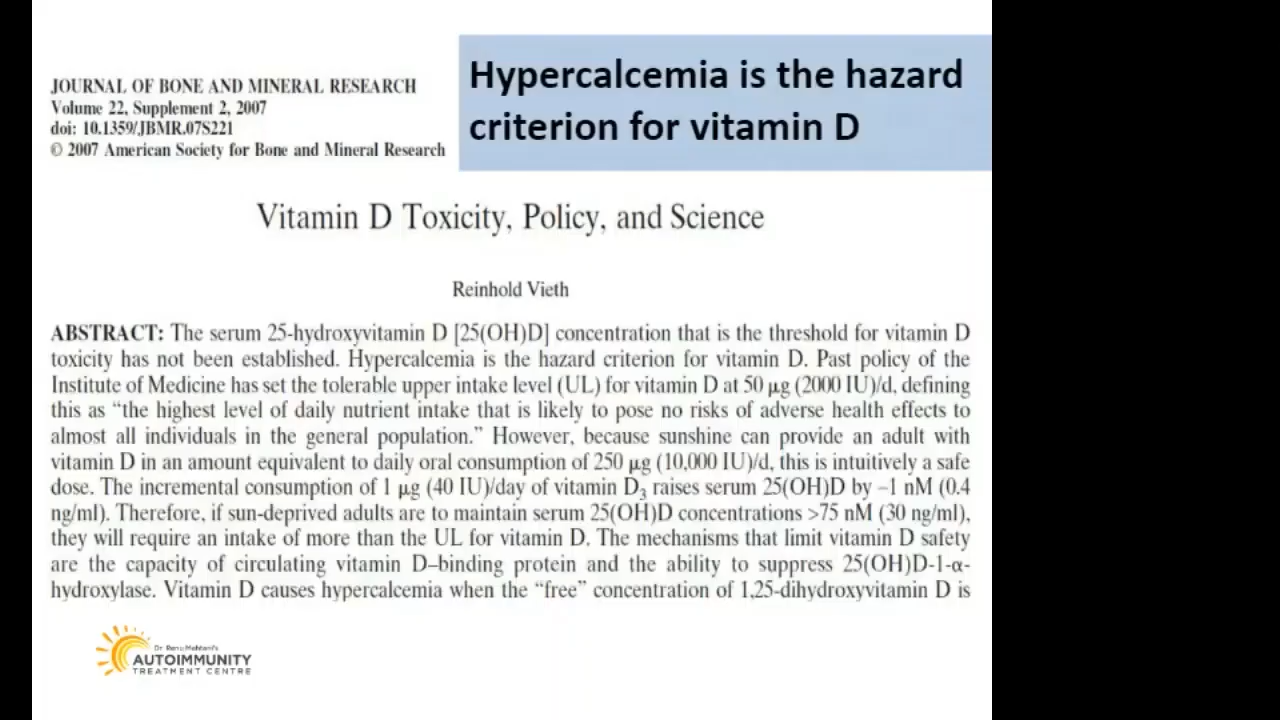 JOURNAL OF BONE AND MINERAL RESEARCH
Volume 22, Supplement 2, 2007
doi: 10.1359/JBMR.07S221
© 2007 American Society for Bone and Mineral Research
Hypercalcemia is the hazard
criterion for vitamin D
Vitamin D Toxicity, Policy, and Science
Reinhold Vieth
ABSTRACT: The serum 25-hydroxyvitamin D [25(OH)D] concentration that is the threshold for vitamin D
toxicity has not been established. Hypercalcemia is the hazard criterion for vitamin D. Past policy of the
Institute of Medicine has set the tolerable upper intake level (UL) for vitamin D at 50 μg (2000 IU)/d, defining
this as “the highest level of daily nutrient intake that is likely to pose no risks of adverse health effects to
almost all individuals in the general population.” However, because sunshine can provide an adult with
vitamin D in an amount equivalent to daily oral consumption of 250 μg (10,000 IU)/d, this is intuitively a safe
dose. The incremental consumption of 1 μg (40 IU)/day of vitamin D₃ raises serum 25(OH)D by ~1 nM (0.4
ng/ml). Therefore, if sun-deprived adults are to maintain serum 25(OH)D concentrations >75 nM (30 ng/ml),
they will require an intake of more than the UL for vitamin D. The mechanisms that limit vitamin D safety
are the capacity of circulating vitamin D–binding protein and the ability to suppress 25(OH)D-1-α-
hydroxylase. Vitamin D causes hypercalcemia when the “free” concentration of 1,25-dihydroxyvitamin D is
Dr Renu Mahtani's
AUTOIMMUNITY
TREATMENT CENTRE